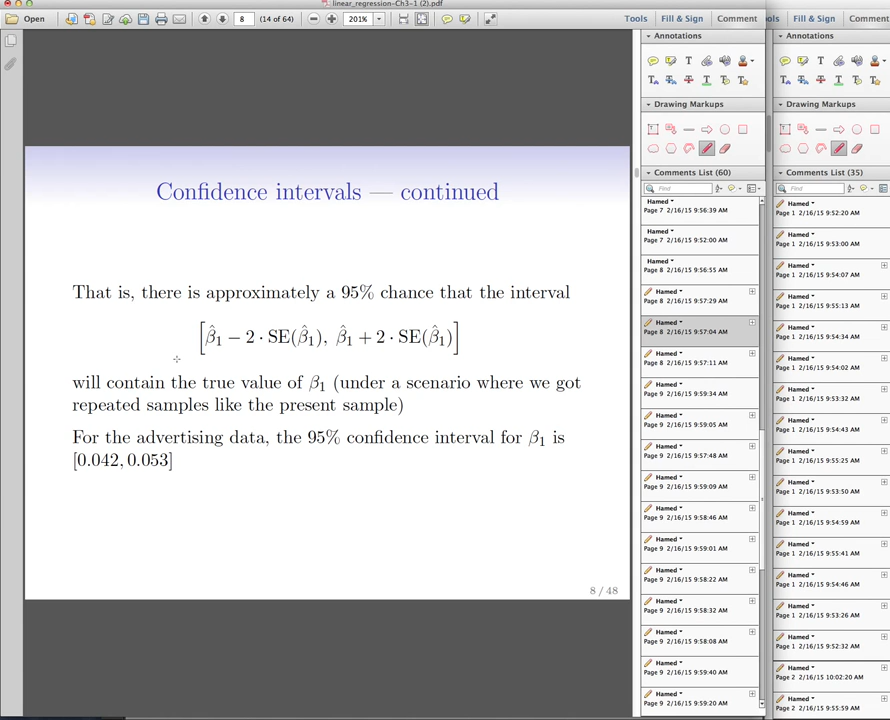 linear_regression-Ch3-1 (2).pdf
Open 8 (14 of 64) 201% Tools Fill & Sign Comment ols Fill & Sign Comment
Annotations
Drawing Markups
Comments List (60)
Find
Hamed
Page 7 2/16/15 9:56:39 AM
Hamed
Page 7 2/16/15 9:52:00 AM
Hamed
Page 8 2/16/15 9:56:55 AM
Hamed
Page 8 2/16/15 9:57:29 AM
Hamed
Page 8 2/16/15 9:57:04 AM
Hamed
Page 8 2/16/15 9:57:11 AM
Hamed
Page 9 2/16/15 9:59:34 AM
Hamed
Page 9 2/16/15 9:59:05 AM
Hamed
Page 9 2/16/15 9:57:48 AM
Hamed
Page 9 2/16/15 9:59:09 AM
Hamed
Page 9 2/16/15 9:58:46 AM
Hamed
Page 9 2/16/15 9:59:01 AM
Hamed
Page 9 2/16/15 9:58:22 AM
Hamed
Page 9 2/16/15 9:58:32 AM
Hamed
Page 9 2/16/15 9:58:08 AM
Hamed
Page 9 2/16/15 9:59:40 AM
Hamed
Page 9 2/16/15 9:59:20 AM
Annotations
Drawing Markups
Comments List (35)
Find
Hamed
Page 1 2/16/15 9:52:20 AM
Hamed
Page 1 2/16/15 9:53:00 AM
Hamed
Page 1 2/16/15 9:54:07 AM
Hamed
Page 1 2/16/15 9:55:13 AM
Hamed
Page 1 2/16/15 9:54:34 AM
Hamed
Page 1 2/16/15 9:54:02 AM
Hamed
Page 1 2/16/15 9:53:32 AM
Hamed
Page 1 2/16/15 9:54:43 AM
Hamed
Page 1 2/16/15 9:55:25 AM
Hamed
Page 1 2/16/15 9:53:50 AM
Hamed
Page 1 2/16/15 9:54:59 AM
Hamed
Page 1 2/16/15 9:55:41 AM
Hamed
Page 1 2/16/15 9:54:46 AM
Hamed
Page 1 2/16/15 9:53:26 AM
Hamed
Page 1 2/16/15 9:52:32 AM
Hamed
Page 2 2/16/15 10:02:20 AM
Hamed
Page 2 2/16/15 9:55:59 AM
Confidence intervals — continued
That is, there is approximately a 95% chance that the interval
[β̂₁ − 2 · SE(β̂₁), β̂₁ + 2 · SE(β̂₁)]
will contain the true value of β₁ (under a scenario where we got
repeated samples like the present sample)
For the advertising data, the 95% confidence interval for β₁ is
[0.042, 0.053]
8 / 48